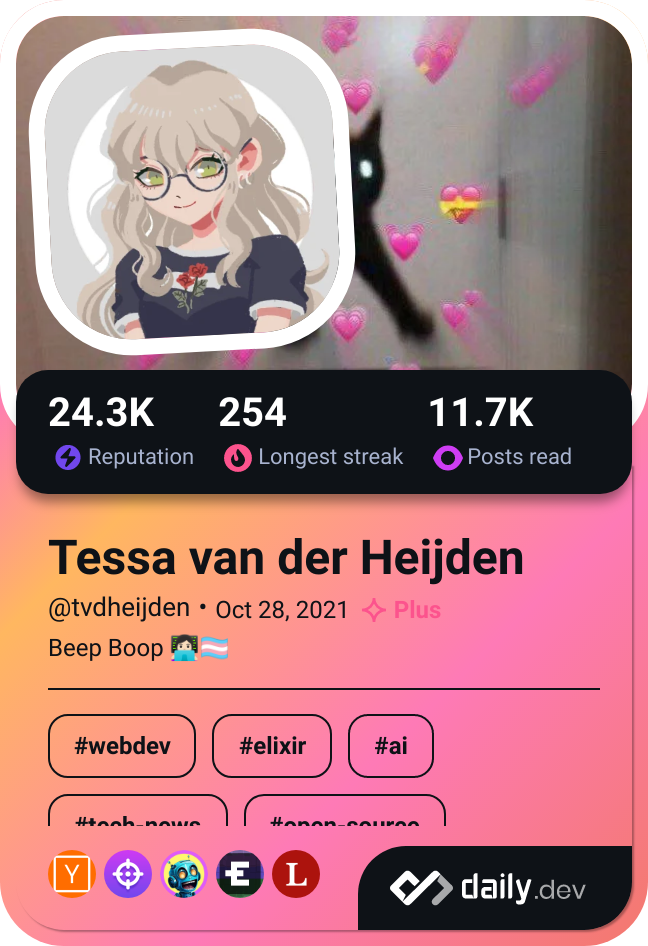 24.3K 254 11.7K
Reputation Longest streak Posts read
Tessa van der Heijden
@tvdheijden • Oct 28, 2021 Plus
Beep Boop 👩🏻‍💻🏳️‍⚧️
#webdev #elixir #ai
#tech-news #open-source
Y E L
daily.dev